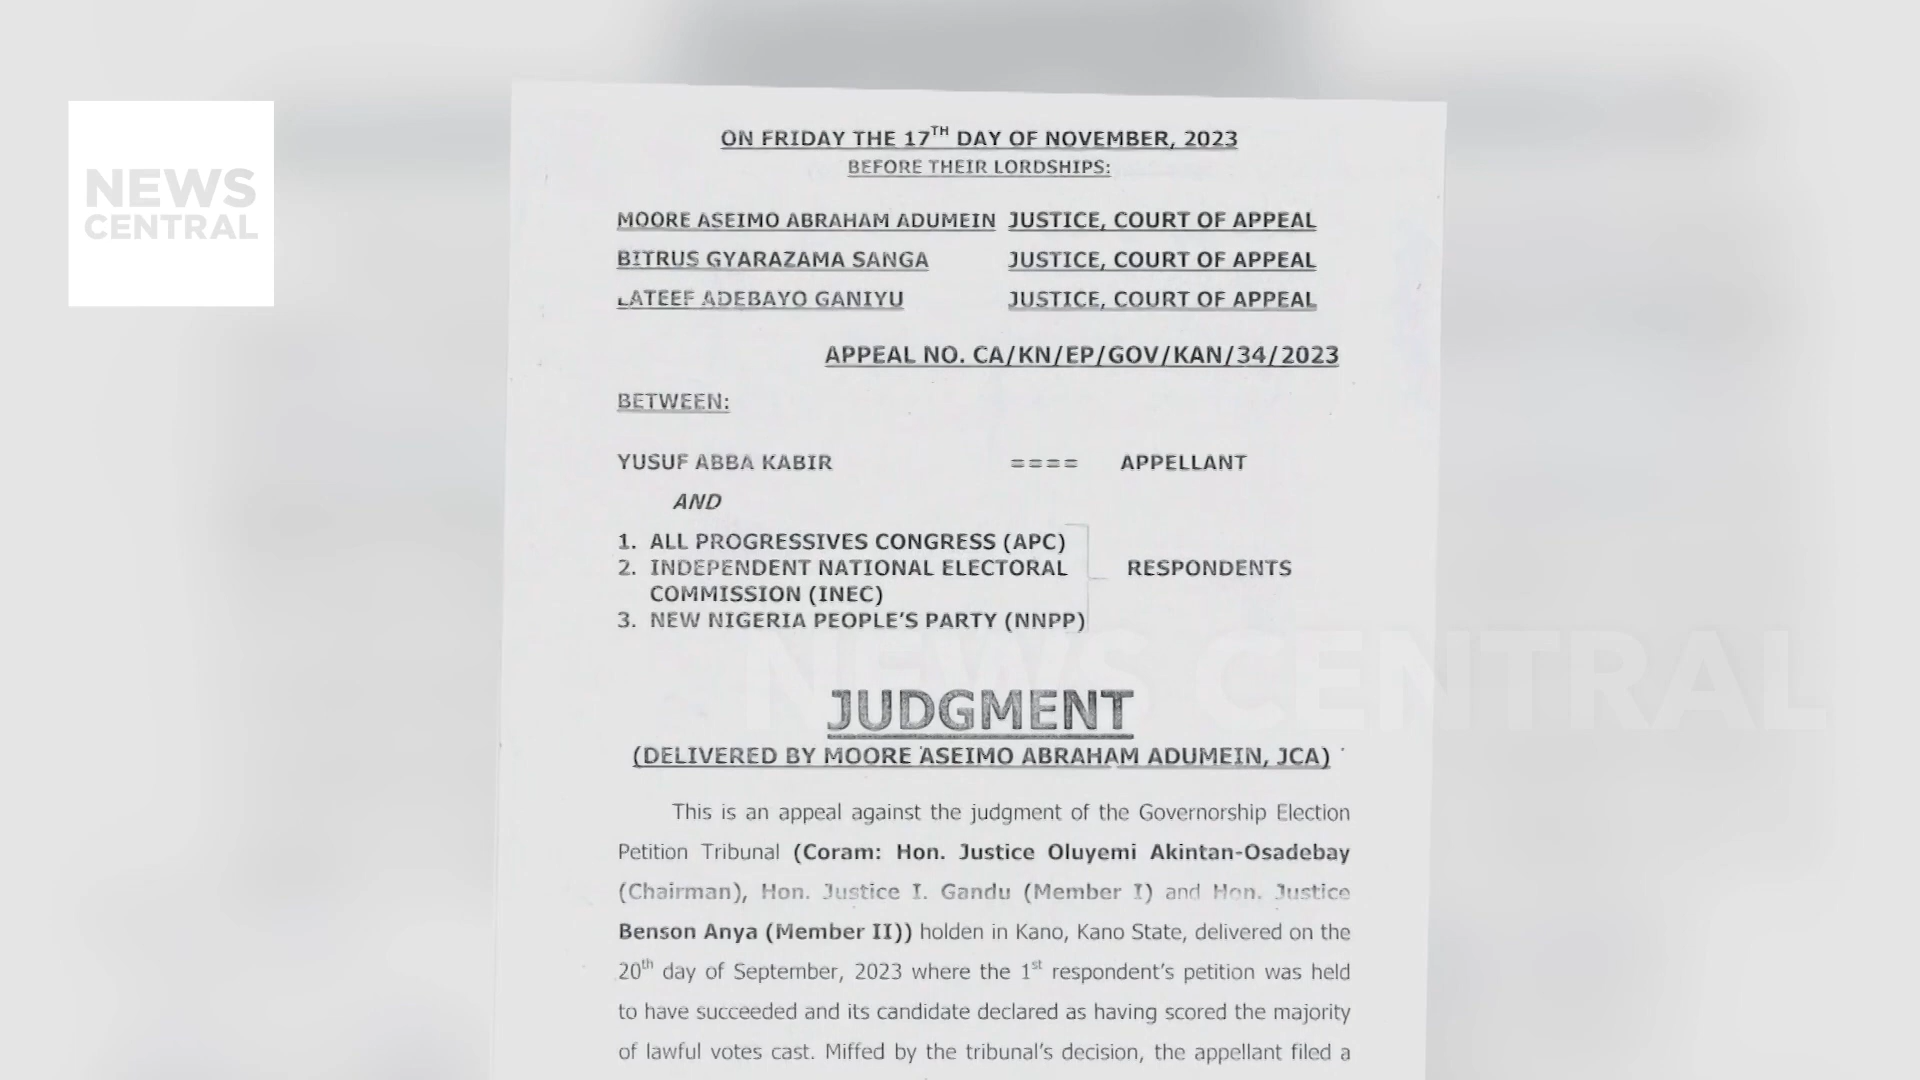 NEWS
CENTRAL
ON FRIDAY THE 17TH DAY OF NOVEMBER, 2023
BEFORE THEIR LORDSHIPS:
MOORE ASEIMO ABRAHAM ADUMEIN JUSTICE, COURT OF APPEAL
BITRUS GYARAZAMA SANGA JUSTICE, COURT OF APPEAL
LATEEF ADEBAYO GANIYU JUSTICE, COURT OF APPEAL
APPEAL NO. CA/KN/EP/GOV/KAN/34/2023
BETWEEN:
YUSUF ABBA KABIR ==== APPELLANT
AND
1. ALL PROGRESSIVES CONGRESS (APC)
2. INDEPENDENT NATIONAL ELECTORAL RESPONDENTS
COMMISSION (INEC)
3. NEW NIGERIA PEOPLE'S PARTY (NNPP)
NEWS CENTRAL
JUDGMENT
(DELIVERED BY MOORE ASEIMO ABRAHAM ADUMEIN, JCA)
This is an appeal against the judgment of the Governorship Election
Petition Tribunal (Coram: Hon. Justice Oluyemi Akintan-Osadebay
(Chairman), Hon. Justice I. Gandu (Member I) and Hon. Justice
Benson Anya (Member II)) holden in Kano, Kano State, delivered on the
20th day of September, 2023 where the 1st respondent's petition was held
to have succeeded and its candidate declared as having scored the majority
of lawful votes cast. Miffed by the tribunal's decision, the appellant filed a